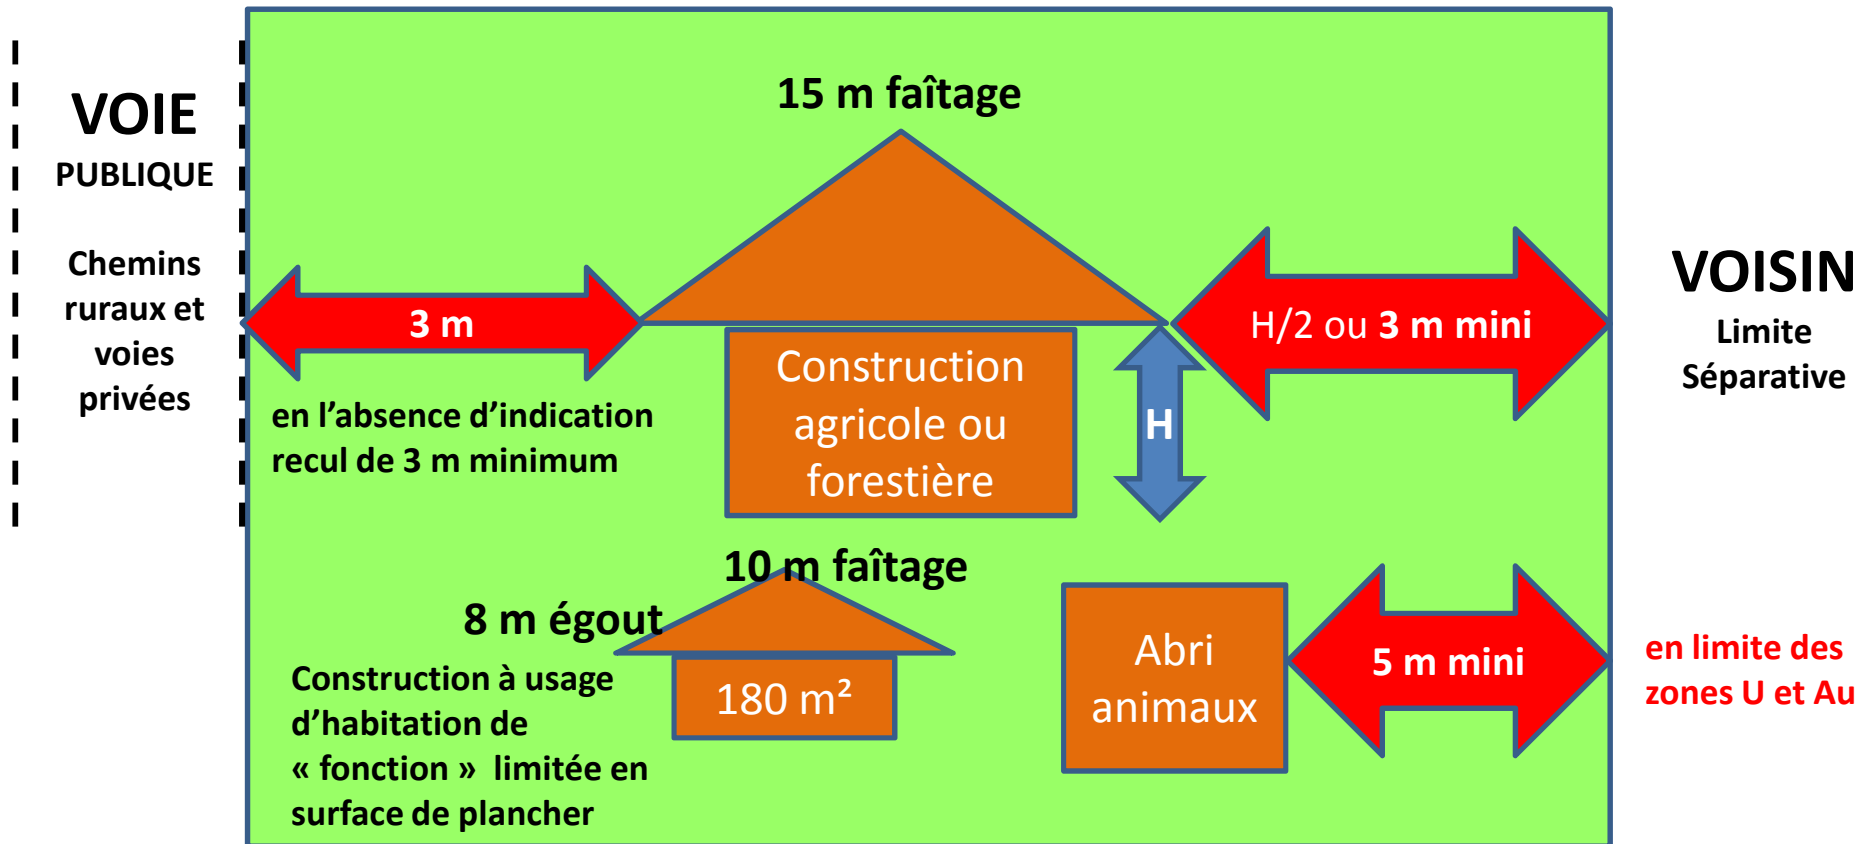 VOIE
PUBLIQUE
Chemins
ruraux et
voies
privées
15 m faîtage
3 m
en l’absence d’indication
recul de 3 m minimum
Construction
agricole ou
forestière
H
H/2 ou 3 m mini
VOISIN
Limite
Séparative
10 m faîtage
8 m égout
Construction à usage
d’habitation de
« fonction »  limitée en
surface de plancher
180 m²
Abri
animaux
5 m mini
en limite des
zones U et Au